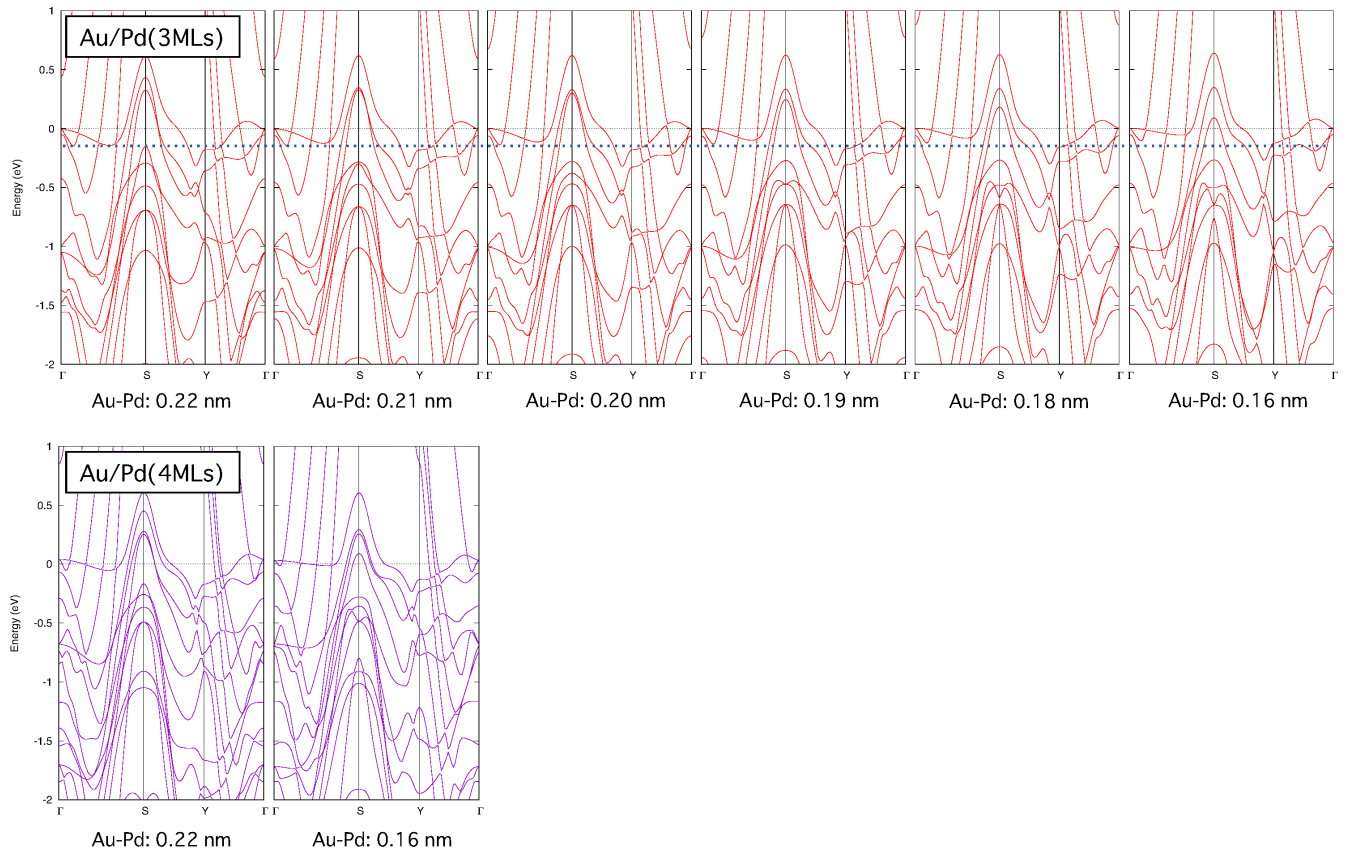 Au/Pd(3MLs)
1
0.5
0
-0.5
-1
-1.5
-2
Energy (eV)
Γ S Y Γ
Γ S Y Γ
Γ S Y Γ
Γ S Y Γ
Γ S Y Γ
Γ S Y Γ
Au-Pd: 0.22 nm
Au-Pd: 0.21 nm
Au-Pd: 0.20 nm
Au-Pd: 0.19 nm
Au-Pd: 0.18 nm
Au-Pd: 0.16 nm
Au/Pd(4MLs)
1
0.5
0
-0.5
-1
-1.5
-2
Energy (eV)
Γ S Y Γ
Γ S Y Γ
Au-Pd: 0.22 nm
Au-Pd: 0.16 nm